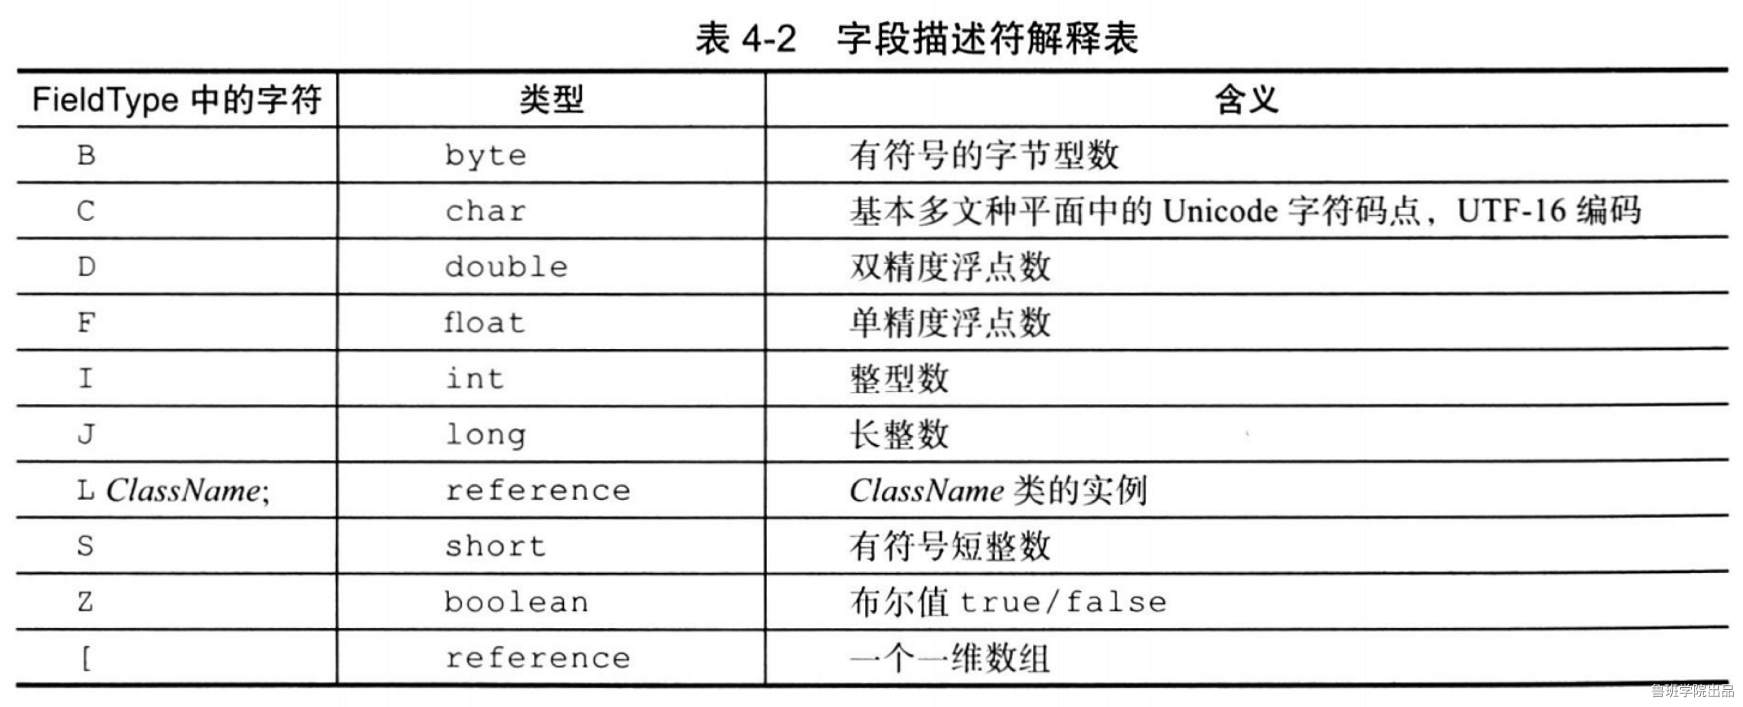 表 4-2 字段描述符解释表
FieldType 中的字符 类型 含义
B byte 有符号的字节型数
C char 基本多文种平面中的 Unicode 字符码点，UTF-16 编码
D double 双精度浮点数
F float 单精度浮点数
I int 整型数
J long 长整数
L ClassName; reference ClassName 类的实例
S short 有符号短整数
Z boolean 布尔值 true/false
[ reference 一个一维数组
鲁班学院出品